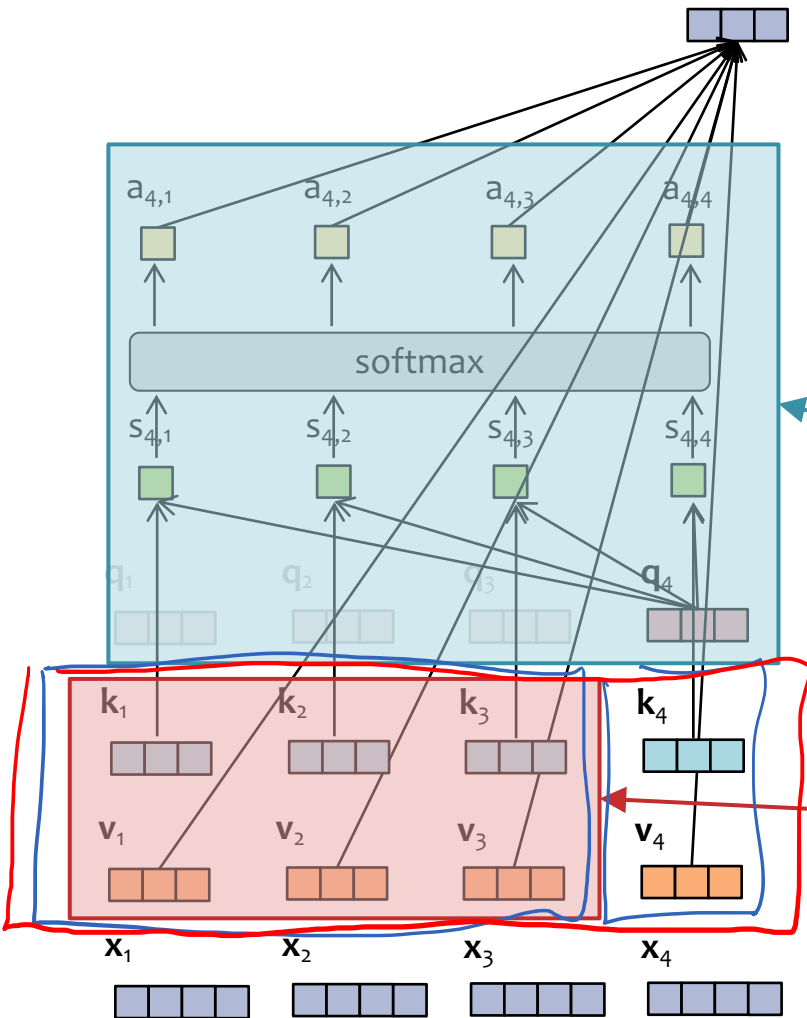 a₄,₁ a₄,₂ a₄,₃ a₄,₄
softmax
s₄,₁ s₄,₂ s₄,₃ s₄,₄
q₁ q₂ q₃ q₄
k₁ k₂ k₃ k₄
v₁ v₂ v₃ v₄
x₁ x₂ x₃ x₄